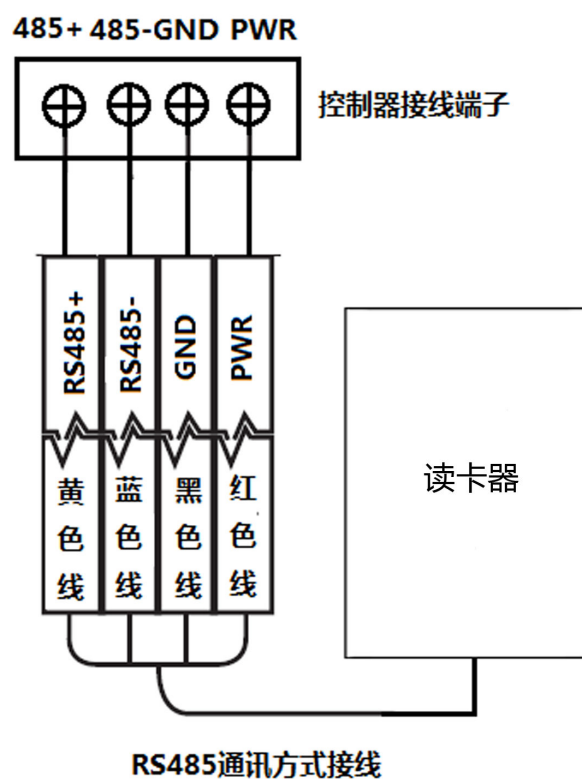 485+ 485-GND PWR
控制器接线端子
RS485+
RS485-
GND
PWR
黄色线
蓝色线
黑色线
红色线
读卡器
RS485通讯方式接线